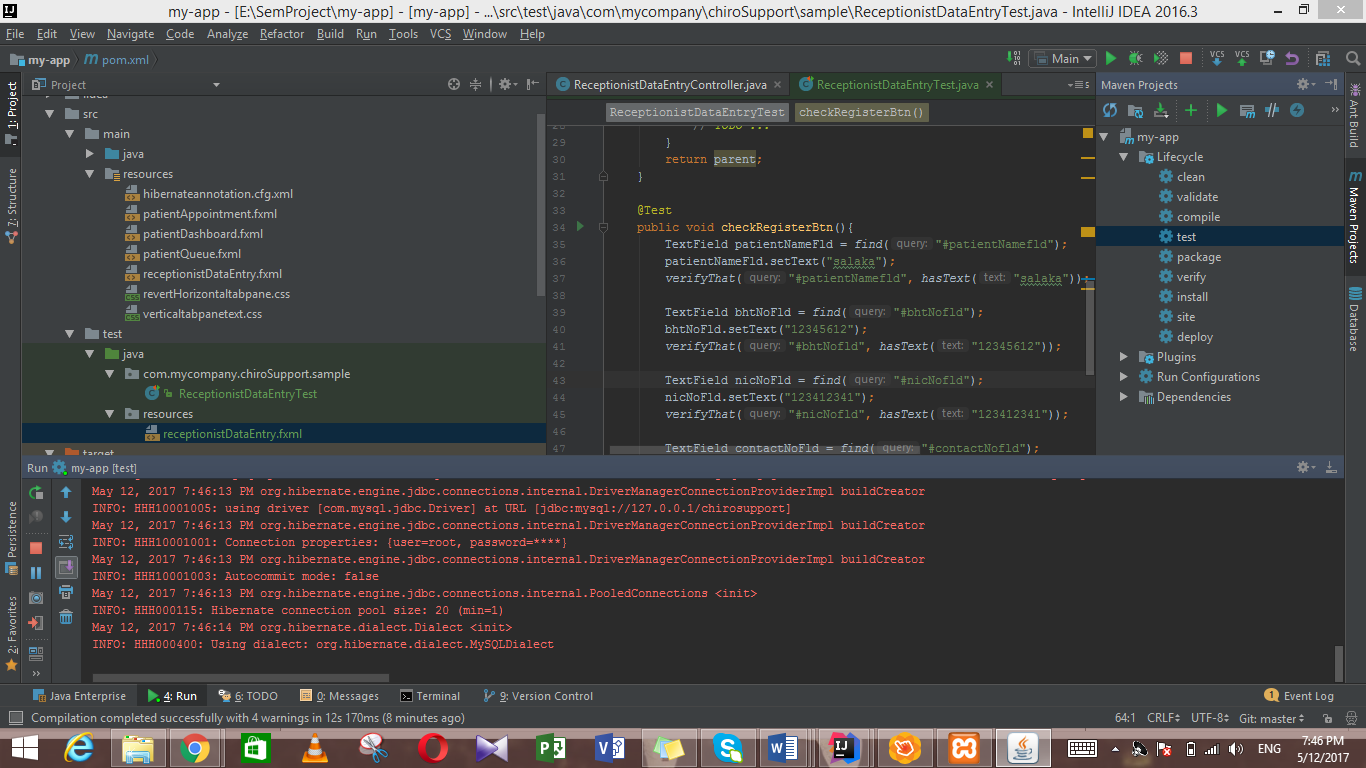 my-app - [E:\SemProject\my-app] - [my-app] - ...\src\test\java\com\mycompany\chiroSupport\sample\ReceptionistDataEntryTest.java - IntelliJ IDEA 2016.3
File Edit View Navigate Code Analyze Refactor Build Run Tools VCS Window Help
my-app pom.xml
Main
VCS VCS
1: Project
7: Structure
Persistence
2: Favorites
Project
src
main
java
resources
hibernateannotation.cfg.xml
patientAppointment.fxml
patientDashboard.fxml
patientQueue.fxml
receptionistDataEntry.fxml
revertHorizontaltabpane.css
verticaltabpanetext.css
test
java
com.mycompany.chiroSupport.sample
ReceptionistDataEntryTest
resources
receptionistDataEntry.fxml
target
ReceptionistDataEntryController.java ReceptionistDataEntryTest.java
ReceptionistDataEntryTest checkRegisterBtn()
28 // TODO ...
29 }
30 return parent;
31 }
32
33 @Test
34 public void checkRegisterBtn(){
35 TextField patientNameFld = find( query: "#patientNamefld");
36 patientNameFld.setText("salaka");
37 verifyThat( query: "#patientNamefld", hasText( text: "salaka"));
38
39 TextField bhtNoFld = find( query: "#bhtNofld");
40 bhtNoFld.setText("12345612");
41 verifyThat( query: "#bhtNofld", hasText( text: "12345612"));
42
43 TextField nicNoFld = find( query: "#nicNofld");
44 nicNoFld.setText("123412341");
45 verifyThat( query: "#nicNofld", hasText( text: "123412341"));
46
47 TextField contactNoFld = find( query: "#contactNofld");
Maven Projects
my-app
Lifecycle
clean
validate
compile
test
package
verify
install
site
deploy
Plugins
Run Configurations
Dependencies
Ant Build
Maven Projects
Database
Run my-app [test]
May 12, 2017 7:46:13 PM org.hibernate.engine.jdbc.connections.internal.DriverManagerConnectionProviderImpl buildCreator
INFO: HHH10001005: using driver [com.mysql.jdbc.Driver] at URL [jdbc:mysql://127.0.0.1/chirosupport]
May 12, 2017 7:46:13 PM org.hibernate.engine.jdbc.connections.internal.DriverManagerConnectionProviderImpl buildCreator
INFO: HHH10001001: Connection properties: {user=root, password=****}
May 12, 2017 7:46:13 PM org.hibernate.engine.jdbc.connections.internal.DriverManagerConnectionProviderImpl buildCreator
INFO: HHH10001003: Autocommit mode: false
May 12, 2017 7:46:13 PM org.hibernate.engine.jdbc.connections.internal.PooledConnections <init>
INFO: HHH000115: Hibernate connection pool size: 20 (min=1)
May 12, 2017 7:46:14 PM org.hibernate.dialect.Dialect <init>
INFO: HHH000400: Using dialect: org.hibernate.dialect.MySQLDialect
Java Enterprise 4: Run 6: TODO 0: Messages Terminal 9: Version Control 1 Event Log
Compilation completed successfully with 4 warnings in 12s 170ms (8 minutes ago) 64:1 CRLF UTF-8 Git: master
ENG
7:46 PM
5/12/2017